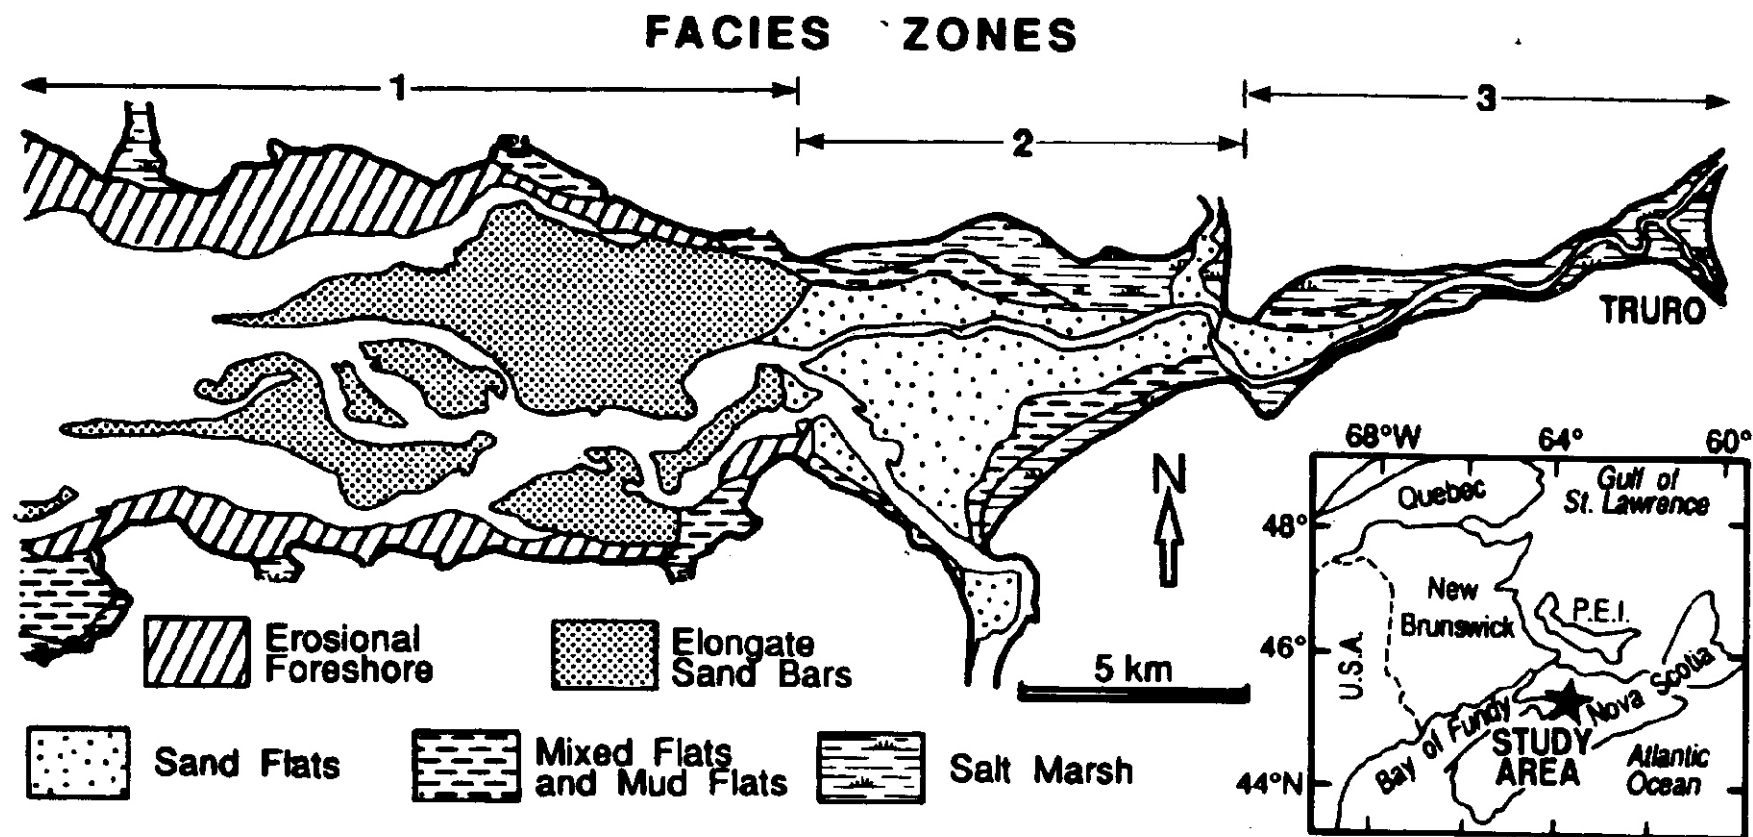 FACIES ZONES
1
3
2
TRURO
N
5 km
Erosional
Foreshore
Elongate
Sand Bars
Sand Flats
Mixed Flats
and Mud Flats
Salt Marsh
68°W 64° 60°
Gulf of
St. Lawrence
Quebec
48°
New
Brunswick
P.E.I.
46°
U.S.A.
Nova Scotia
Bay of Fundy
STUDY
AREA
Atlantic
Ocean
44°N